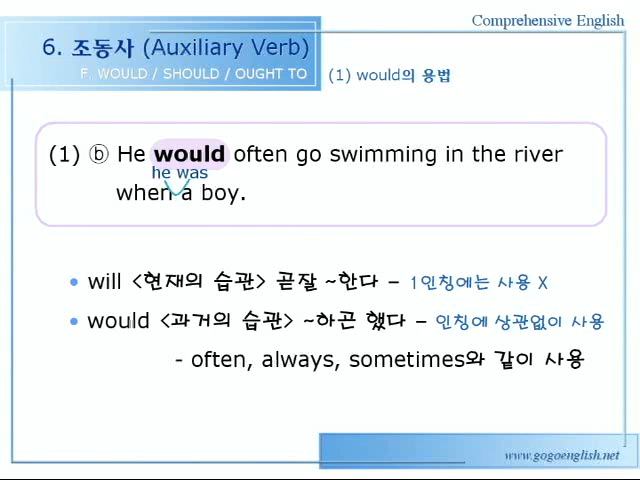 Comprehensive English
6. 조동사 (Auxiliary Verb)
F. WOULD / SHOULD / OUGHT TO
(1) would의 용법
(1) ⓑ He would often go swimming in the river
he was
when a boy.
• will <현재의 습관> 곧잘 ~한다 – 1인칭에는 사용 X
• would <과거의 습관> ~하곤 했다 – 인칭에 상관없이 사용
- often, always, sometimes와 같이 사용
www.gogoenglish.net